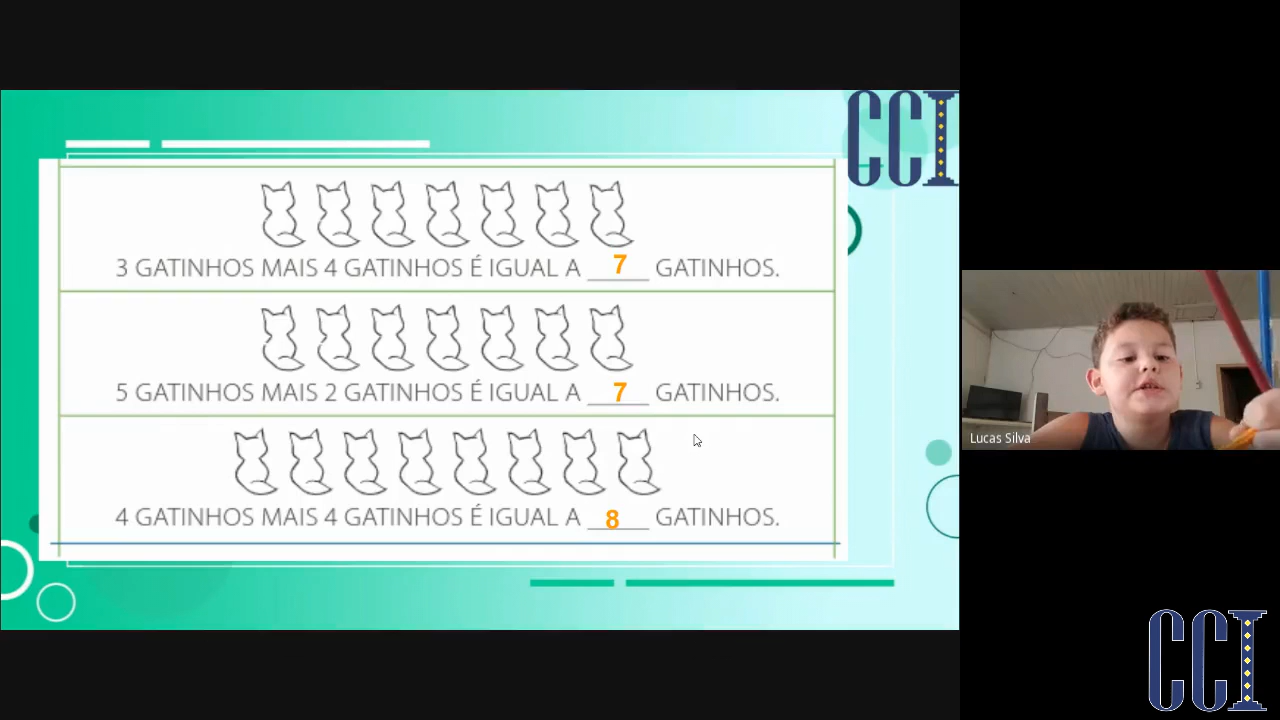 CCI
3 GATINHOS MAIS 4 GATINHOS É IGUAL A 7 GATINHOS.
5 GATINHOS MAIS 2 GATINHOS É IGUAL A 7 GATINHOS.
4 GATINHOS MAIS 4 GATINHOS É IGUAL A 8 GATINHOS.
Lucas Silva
CCI